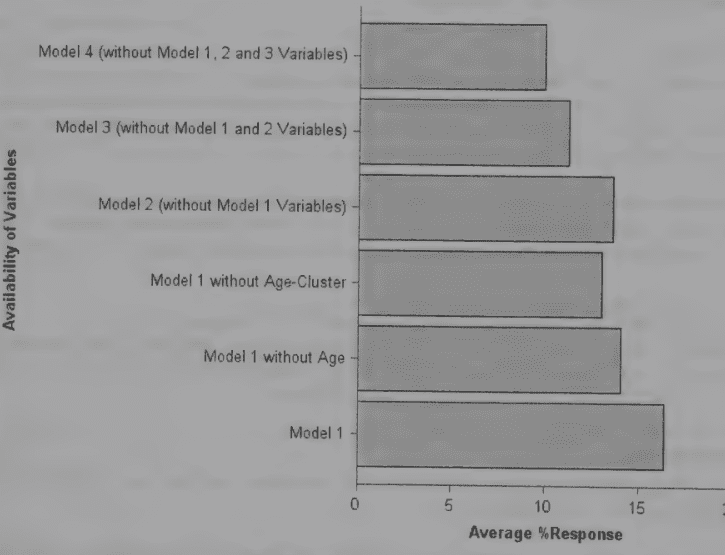 Model 4 (without Model 1, 2 and 3 Variables)
Model 3 (without Model 1 and 2 Variables)
Model 2 (without Model 1 Variables)
Model 1 without Age-Cluster
Model 1 without Age
Model 1
Availability of Variables
0 5 10 15
Average %Response